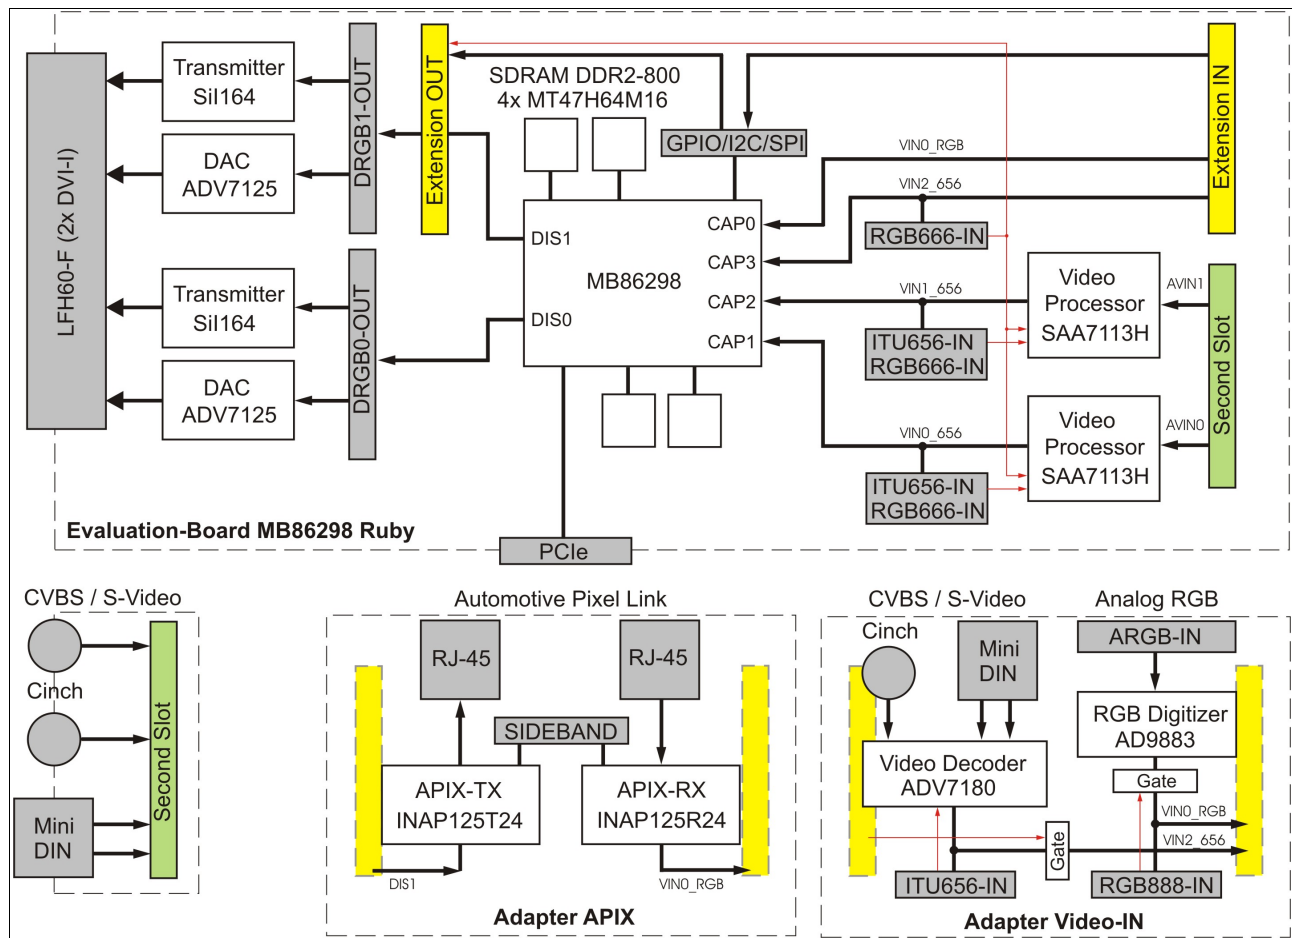 LFH60-F (2x DVI-I)
Transmitter
SiI164
DAC
ADV7125
Transmitter
SiI164
DAC
ADV7125
DRGB1-OUT
DRGB0-OUT
Extension OUT
SDRAM DDR2-800
4x MT47H64M16
GPIO/I2C/SPI
DIS1
DIS0
MB86298
CAP0
CAP3
CAP2
CAP1
VIN0_RGB
VIN2_656
RGB666-IN
VIN1_656
ITU656-IN
RGB666-IN
VIN0_656
ITU656-IN
RGB666-IN
Video
Processor
SAA7113H
Video
Processor
SAA7113H
AVIN1
AVIN0
Extension IN
Second Slot
Evaluation-Board MB86298 Ruby
PCIe
CVBS / S-Video
Cinch
Mini
DIN
Second Slot
Automotive Pixel Link
RJ-45
RJ-45
SIDEBAND
APIX-TX
INAP125T24
APIX-RX
INAP125R24
DIS1
VIN0_RGB
Adapter APIX
CVBS / S-Video
Cinch
Mini
DIN
Analog RGB
ARGB-IN
RGB Digitizer
AD9883
Video Decoder
ADV7180
Gate
VIN0_RGB
VIN2_656
Gate
ITU656-IN
RGB888-IN
Adapter Video-IN